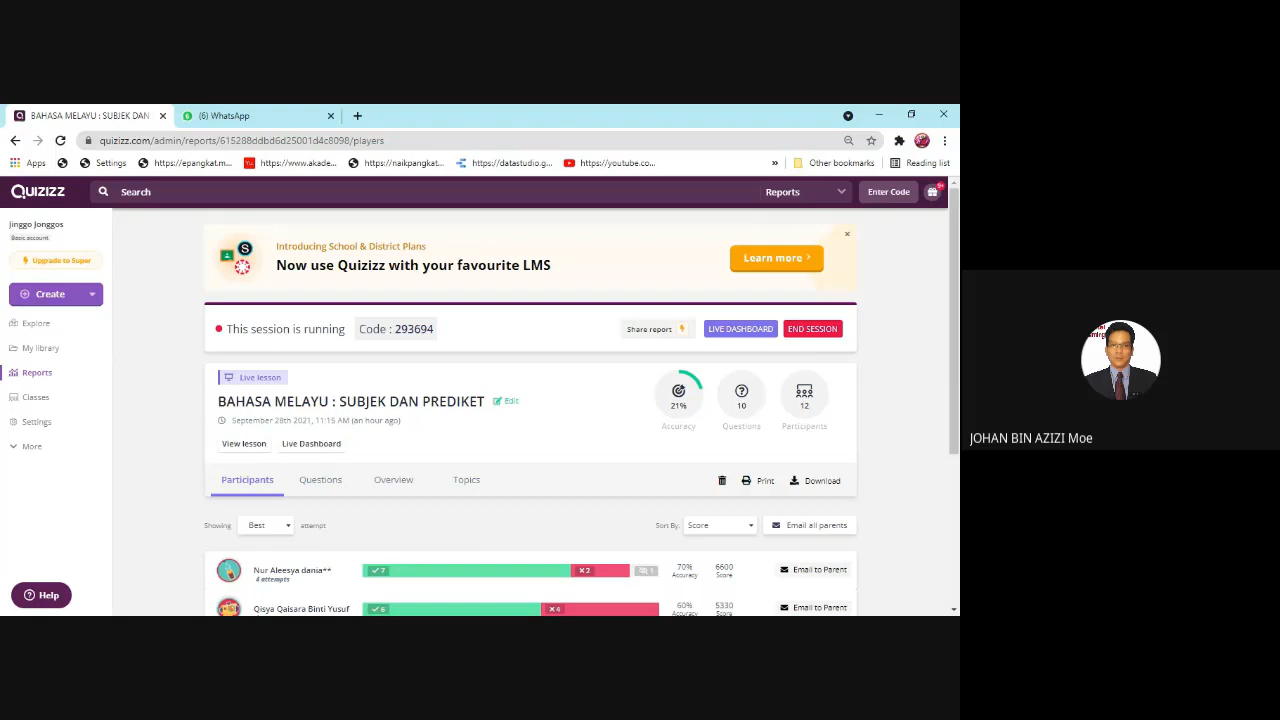 BAHASA MELAYU : SUBJEK DAN
(6) WhatsApp
quizizz.com/admin/reports/615288ddbd6d25001d4c8098/players
Apps
Settings
https://epangkat.m...
https://www.akade...
https://naikpangkat...
https://datastudio.g...
https://youtube.co...
»
Other bookmarks
Reading list
QUIZIZZ
Search
Reports
Enter Code
9+
Jinggo Jonggos
Basic account
Upgrade to Super
Create
Explore
My library
Reports
Classes
Settings
More
Help
Introducing School & District Plans
Now use Quizizz with your favourite LMS
Learn more
This session is running
Code : 293694
Share report
LIVE DASHBOARD
END SESSION
Live lesson
BAHASA MELAYU : SUBJEK DAN PREDIKET
Edit
September 28th 2021, 11:15 AM (an hour ago)
View lesson
Live Dashboard
21%
Accuracy
10
Questions
12
Participants
Participants
Questions
Overview
Topics
Print
Download
Showing
Best
attempt
Sort By:
Score
Email all parents
Nur Aleesya dania**
4 attempts
7
2
1
70%
Accuracy
6600
Score
Email to Parent
Qisya Qaisara Binti Yusuf
6
4
60%
Accuracy
5330
Score
Email to Parent
JOHAN BIN AZIZI Moe